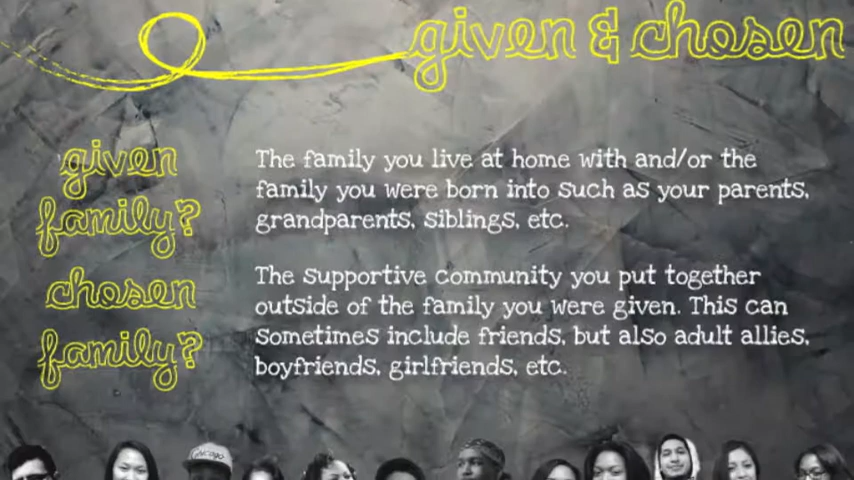 given & chosen
given
family?
The family you live at home with and/or the
family you were born into such as your parents,
grandparents, siblings, etc.
chosen
family?
The supportive community you put together
outside of the family you were given. This can
sometimes include friends, but also adult allies,
boyfriends, girlfriends, etc.
Chicago